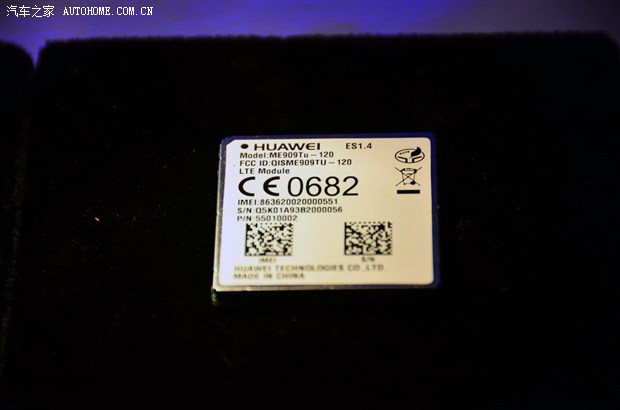 汽车之家 AUTOHOME.COM.CN
HUAWEI ES1.4
Model:ME909Tu-120
FCC ID:QISME909TU-120
LTE Module
CE 0682
IMEI:863620020000551
S/N:Q5K01A93B2000056
P/N:55010002
IMEI S/N
HUAWEI TECHNOLOGIES CO.,LTD.
MADE IN CHINA